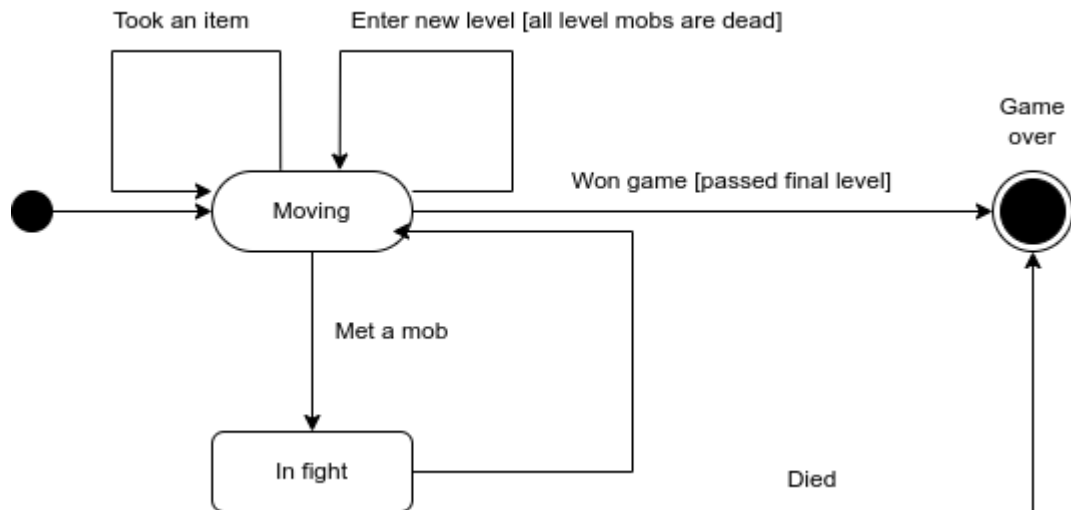 Took an item
Enter new level [all level mobs are dead]
Game
over
Won game [passed final level]
Moving
Met a mob
In fight
Died